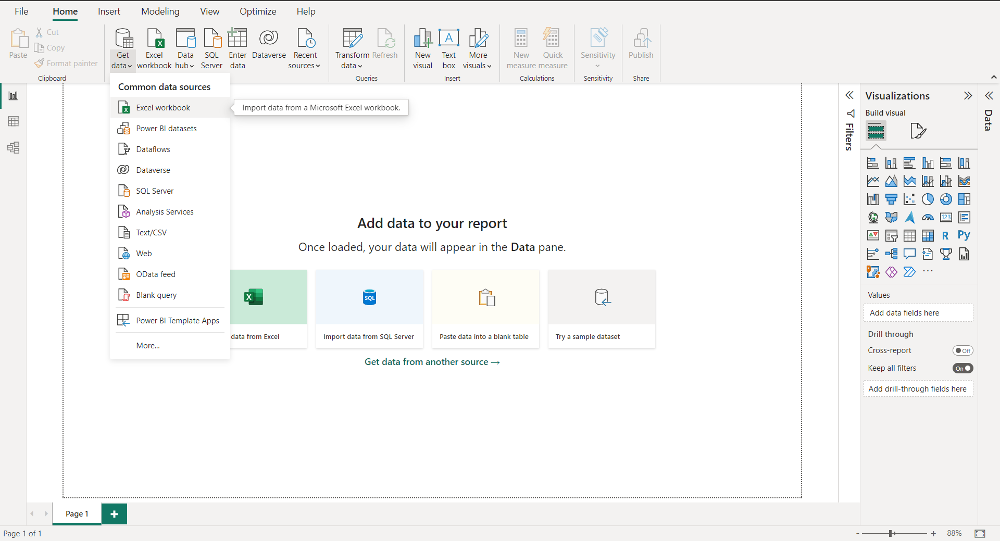 File Home Insert Modeling View Optimize Help
Paste
Cut
Copy
Format painter
Clipboard
Get data
Excel workbook
Data hub
SQL Server
Enter data
Dataverse
Recent sources
Transform data
Refresh
Queries
New visual
Text box
More visuals
Insert
New measure
Quick measure
Calculations
Sensitivity
Sensitivity
Publish
Share
Common data sources
Excel workbook
Import data from a Microsoft Excel workbook.
Power BI datasets
Dataflows
Dataverse
SQL Server
Analysis Services
Text/CSV
Web
OData feed
Blank query
Power BI Template Apps
More...
Add data to your report
Once loaded, your data will appear in the Data pane.
SQL
data from Excel
Import data from SQL Server
Paste data into a blank table
Try a sample dataset
Get data from another source →
Filters
Visualizations
Build visual
123
R
Py
...
Values
Add data fields here
Drill through
Cross-report
Off
Keep all filters
On
Add drill-through fields here
Data
Page 1
+
Page 1 of 1
- + 88%